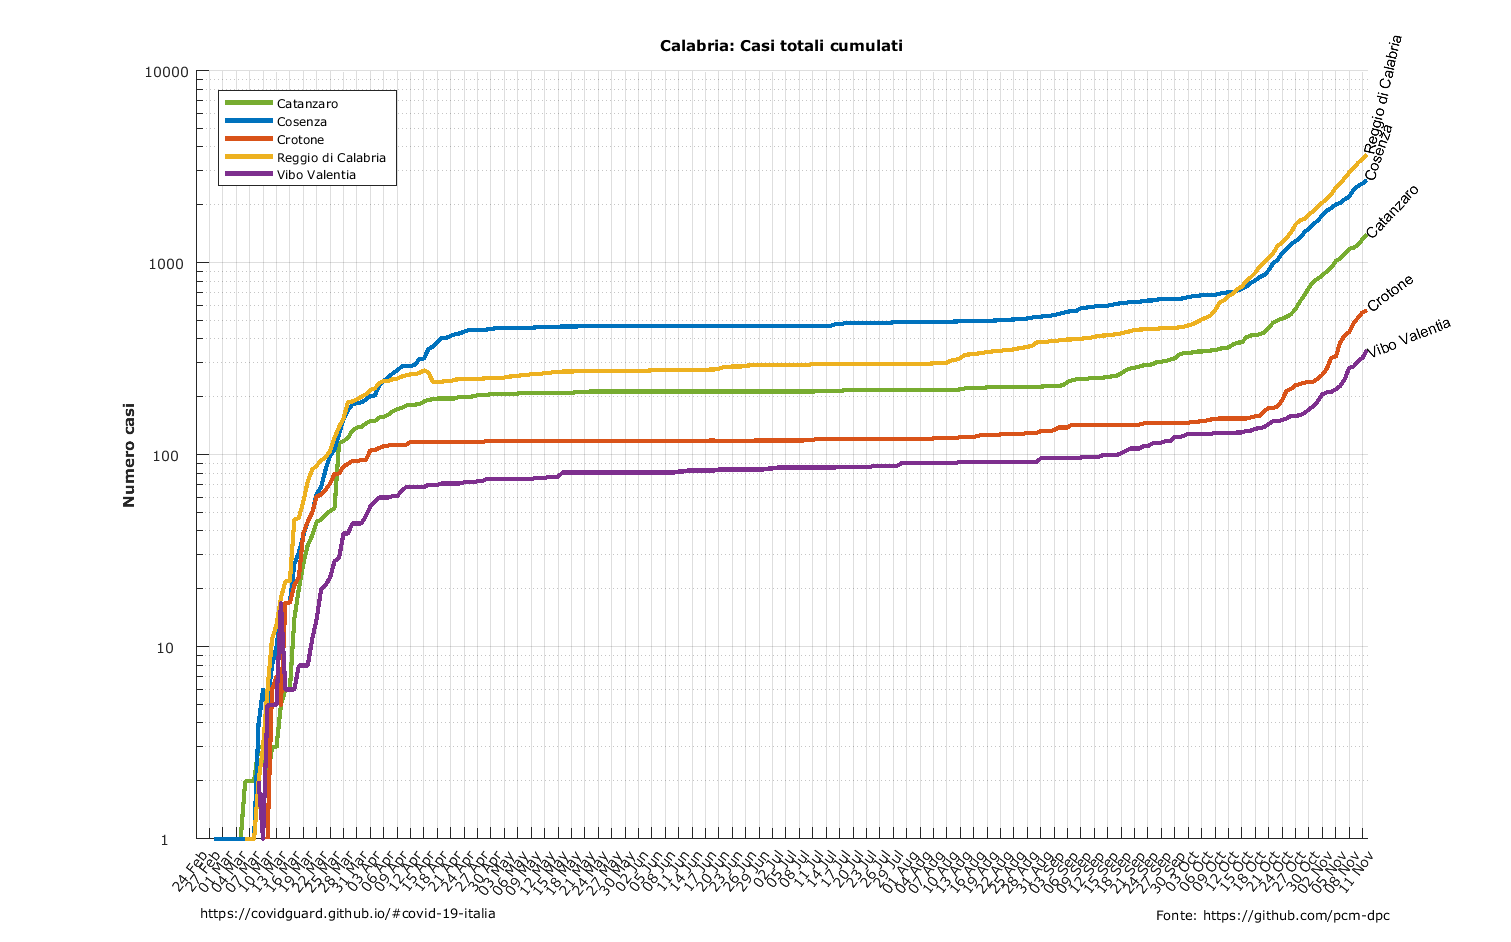 Calabria: Casi totali cumulati
Numero casi
10000
1000
100
10
1
Catanzaro
Cosenza
Crotone
Reggio di Calabria
Vibo Valentia
Reggio di Calabria
Cosenza
Catanzaro
Crotone
Vibo Valentia
24 Feb
27 Feb
01 Mar
04 Mar
07 Mar
10 Mar
13 Mar
16 Mar
19 Mar
22 Mar
25 Mar
28 Mar
31 Mar
03 Apr
06 Apr
09 Apr
12 Apr
15 Apr
18 Apr
21 Apr
24 Apr
27 Apr
30 Apr
03 May
06 May
09 May
12 May
15 May
18 May
21 May
24 May
27 May
30 May
02 Jun
05 Jun
08 Jun
11 Jun
14 Jun
17 Jun
20 Jun
23 Jun
26 Jun
29 Jun
02 Jul
05 Jul
08 Jul
11 Jul
14 Jul
17 Jul
20 Jul
23 Jul
26 Jul
29 Jul
01 Aug
04 Aug
07 Aug
10 Aug
13 Aug
16 Aug
19 Aug
22 Aug
25 Aug
28 Aug
31 Aug
03 Sep
06 Sep
09 Sep
12 Sep
15 Sep
18 Sep
21 Sep
24 Sep
27 Sep
30 Sep
03 Oct
06 Oct
09 Oct
12 Oct
15 Oct
18 Oct
21 Oct
24 Oct
27 Oct
30 Oct
02 Nov
05 Nov
08 Nov
11 Nov
https://covidguard.github.io/#covid-19-italia
Fonte: https://github.com/pcm-dpc